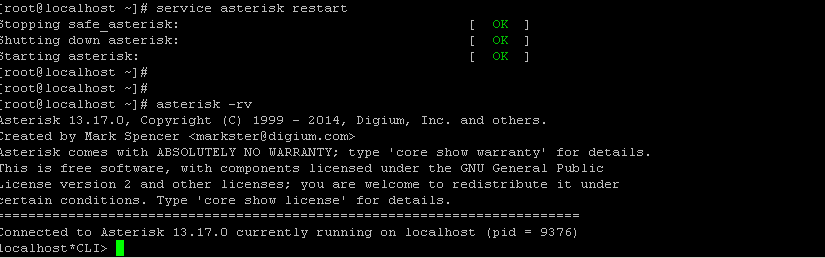 [root@localhost ~]# service asterisk restart
Stopping safe_asterisk: [ OK ]
Shutting down asterisk: [ OK ]
Starting asterisk: [ OK ]
[root@localhost ~]#
[root@localhost ~]#
[root@localhost ~]# asterisk -rv
Asterisk 13.17.0, Copyright (C) 1999 - 2014, Digium, Inc. and others.
Created by Mark Spencer <markster@digium.com>
Asterisk comes with ABSOLUTELY NO WARRANTY; type 'core show warranty' for details.
This is free software, with components licensed under the GNU General Public
License version 2 and other licenses; you are welcome to redistribute it under
certain conditions. Type 'core show license' for details.
=========================================================================
Connected to Asterisk 13.17.0 currently running on localhost (pid = 9376)
localhost*CLI>